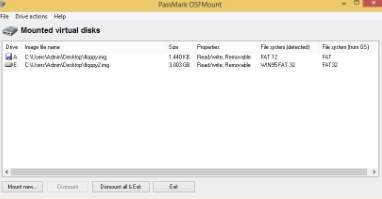 PassMark OSFMount
File Drive actions Help
Mounted virtual disks
Drive Image file name Size Properties File system (detected) File system (from OS)
A: C:\Users\Admin\Desktop\floppy.img 1.440 KB Read/write, Removable FAT 12 FAT
E: C:\Users\Admin\Desktop\floppy2.img 3.003 GB Read/write, Removable WIN95 FAT 32 FAT32
Mount new... Dismount Dismount all & Exit Exit